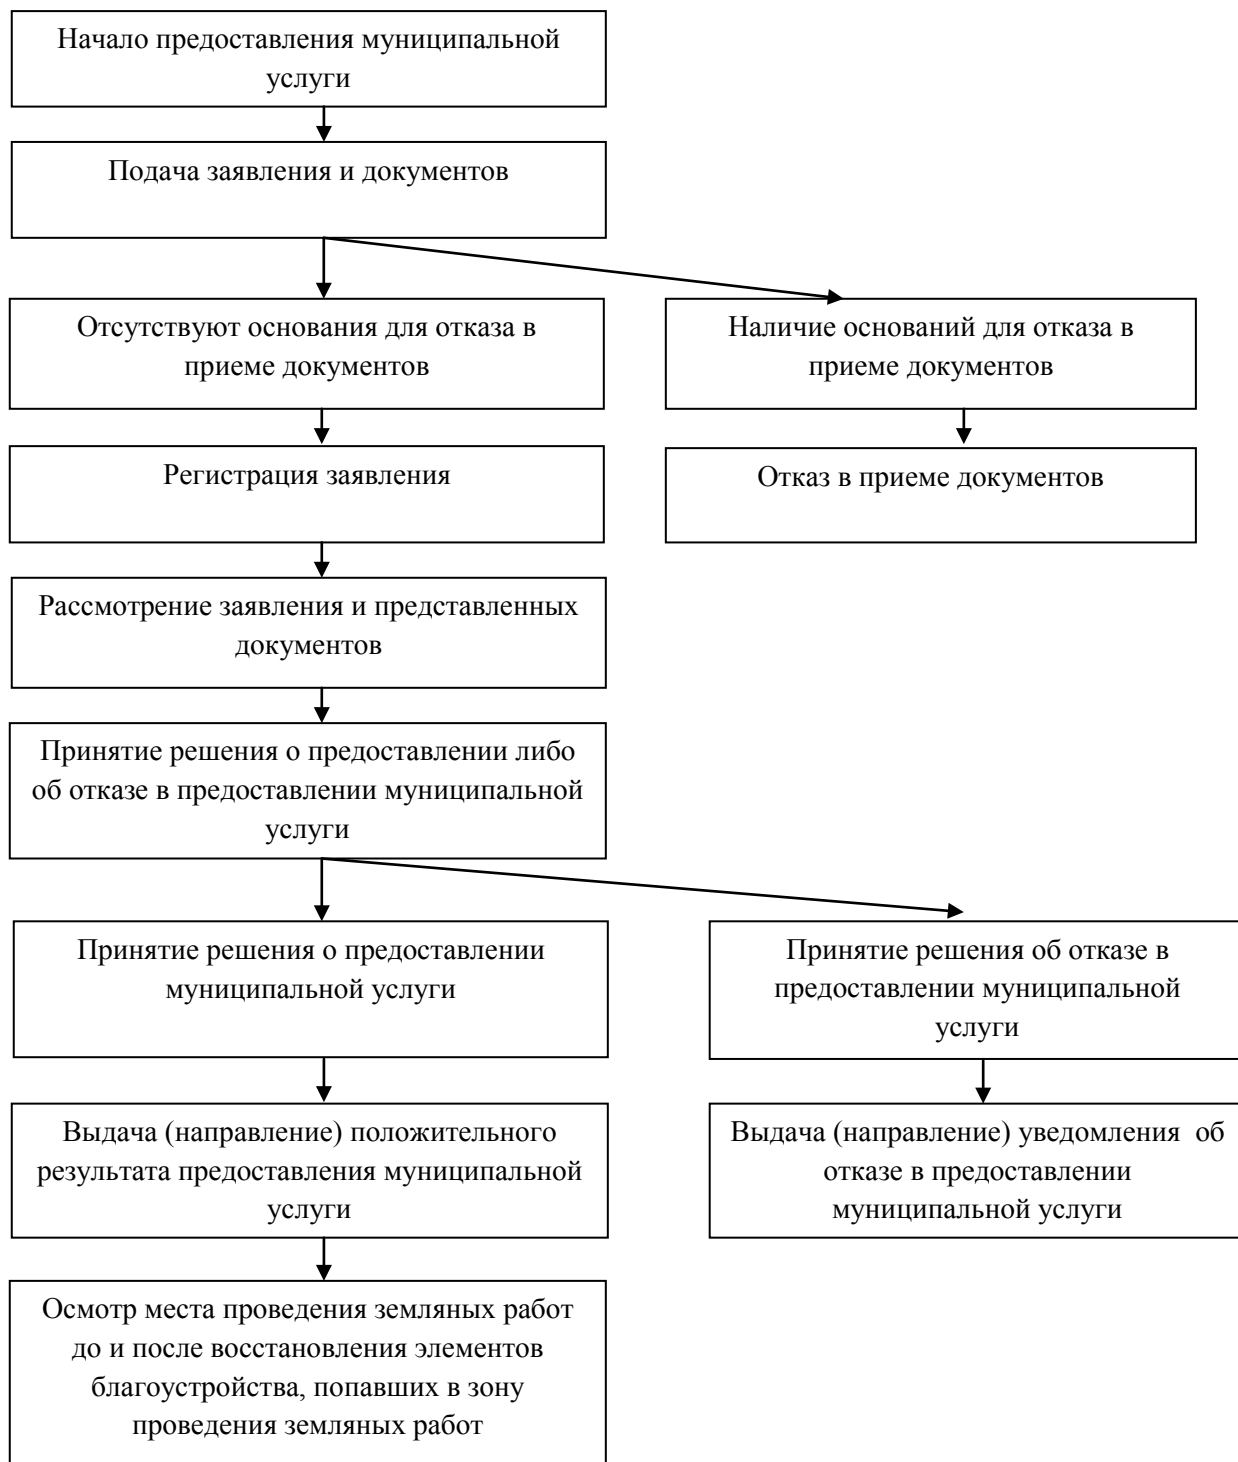 Начало предоставления муниципальной
услуги
Подача заявления и документов
Отсутствуют основания для отказа в
приеме документов
Наличие оснований для отказа в
приеме документов
Регистрация заявления
Отказ в приеме документов
Рассмотрение заявления и представленных
документов
Принятие решения о предоставлении либо
об отказе в предоставлении муниципальной
услуги
Принятие решения о предоставлении
муниципальной услуги
Принятие решения об отказе в
предоставлении муниципальной
услуги
Выдача (направление) положительного
результата предоставления муниципальной
услуги
Выдача (направление) уведомления об
отказе в предоставлении
муниципальной услуги
Осмотр места проведения земляных работ
до и после восстановления элементов
благоустройства, попавших в зону
проведения земляных работ